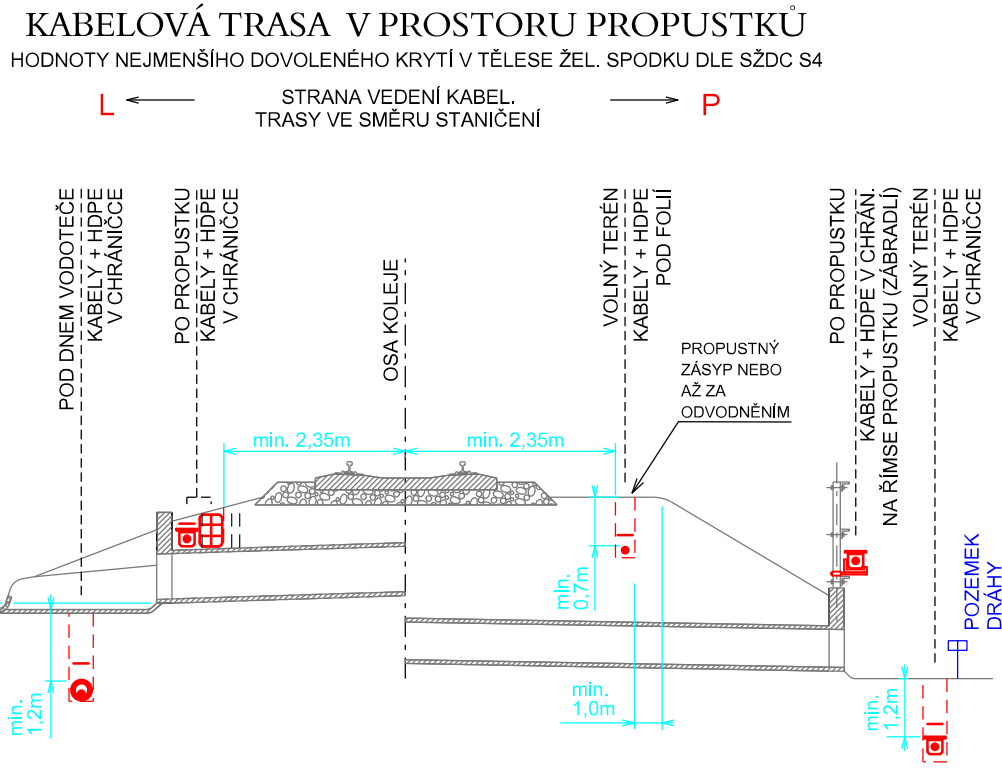 KABELOVÁ TRASA V PROSTORU PROPUSTKŮ
HODNOTY NEJMENŠÍHO DOVOLENÉHO KRYTÍ V TĚLESE ŽEL. SPODKU DLE SŽDC S4
L
STRANA VEDENÍ KABEL.
TRASY VE SMĚRU STANIČENÍ
P
POD DNEM VODOTEČE
KABELY + HDPE
V CHRÁNIČCE
PO PROPUSTKU
KABELY + HDPE
V CHRÁNIČCE
OSA KOLEJE
VOLNÝ TERÉN
KABELY + HDPE
POD FOLIÍ
PO PROPUSTKU
KABELY + HDPE V CHRÁN.
NA ŘÍMSE PROPUSTKU (ZÁBRADLÍ)
VOLNÝ TERÉN
KABELY + HDPE
V CHRÁNIČCE
PROPUSTNÝ
ZÁSYP NEBO
AŽ ZA
ODVODNĚNÍM
min. 2,35m
min. 2,35m
min.
0,7m
POZEMEK
DRÁHY
min.
1,2m
min.
1,0m
min.
1,2m